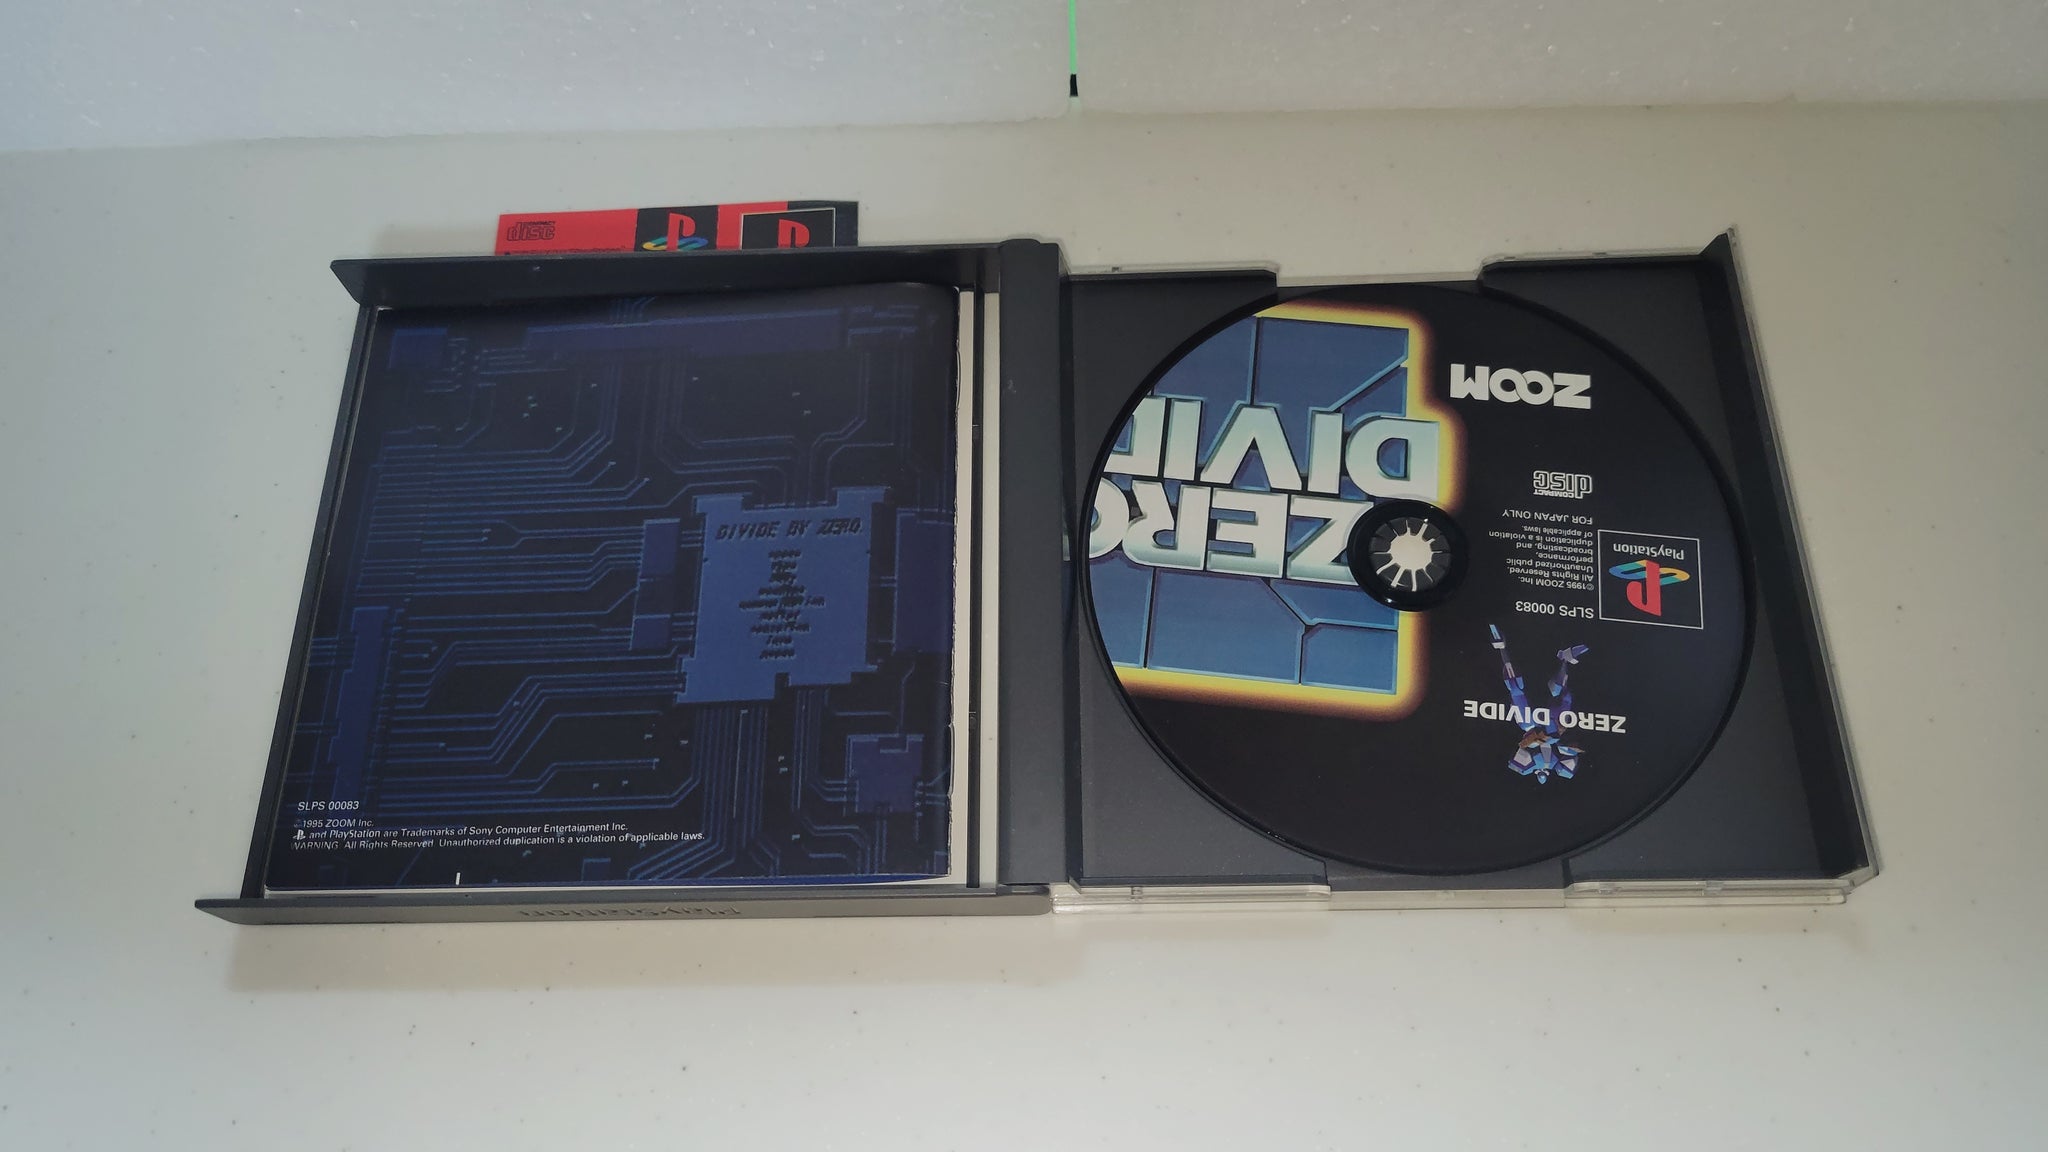 disc
DIVIDE BY ZERO
SLPS 00083
©1995 ZOOM Inc.
and PlayStation are Trademarks of Sony Computer Entertainment Inc.
WARNING: All Rights Reserved. Unauthorized duplication is a violation of applicable laws.
PlayStation
ZERO DIVIDE
SLPS 00083
©1995 ZOOM Inc.
All Rights Reserved.
Unauthorized public
performance,
broadcasting, and
duplication is a violation
of applicable laws.
FOR JAPAN ONLY
PlayStation
COMPACT
disc
ZOOM
ZERO
DIVID